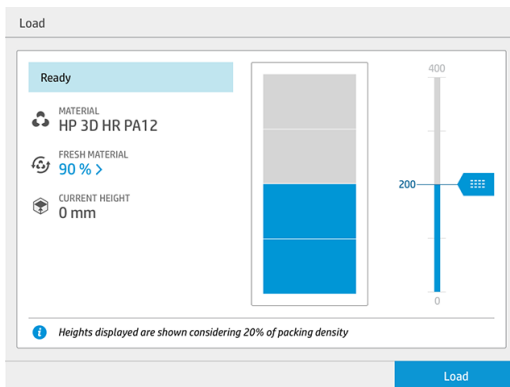 Load
Ready
MATERIAL
HP 3D HR PA12
FRESH MATERIAL
90 % >
CURRENT HEIGHT
0 mm
400
200
0
Heights displayed are shown considering 20% of packing density
Load